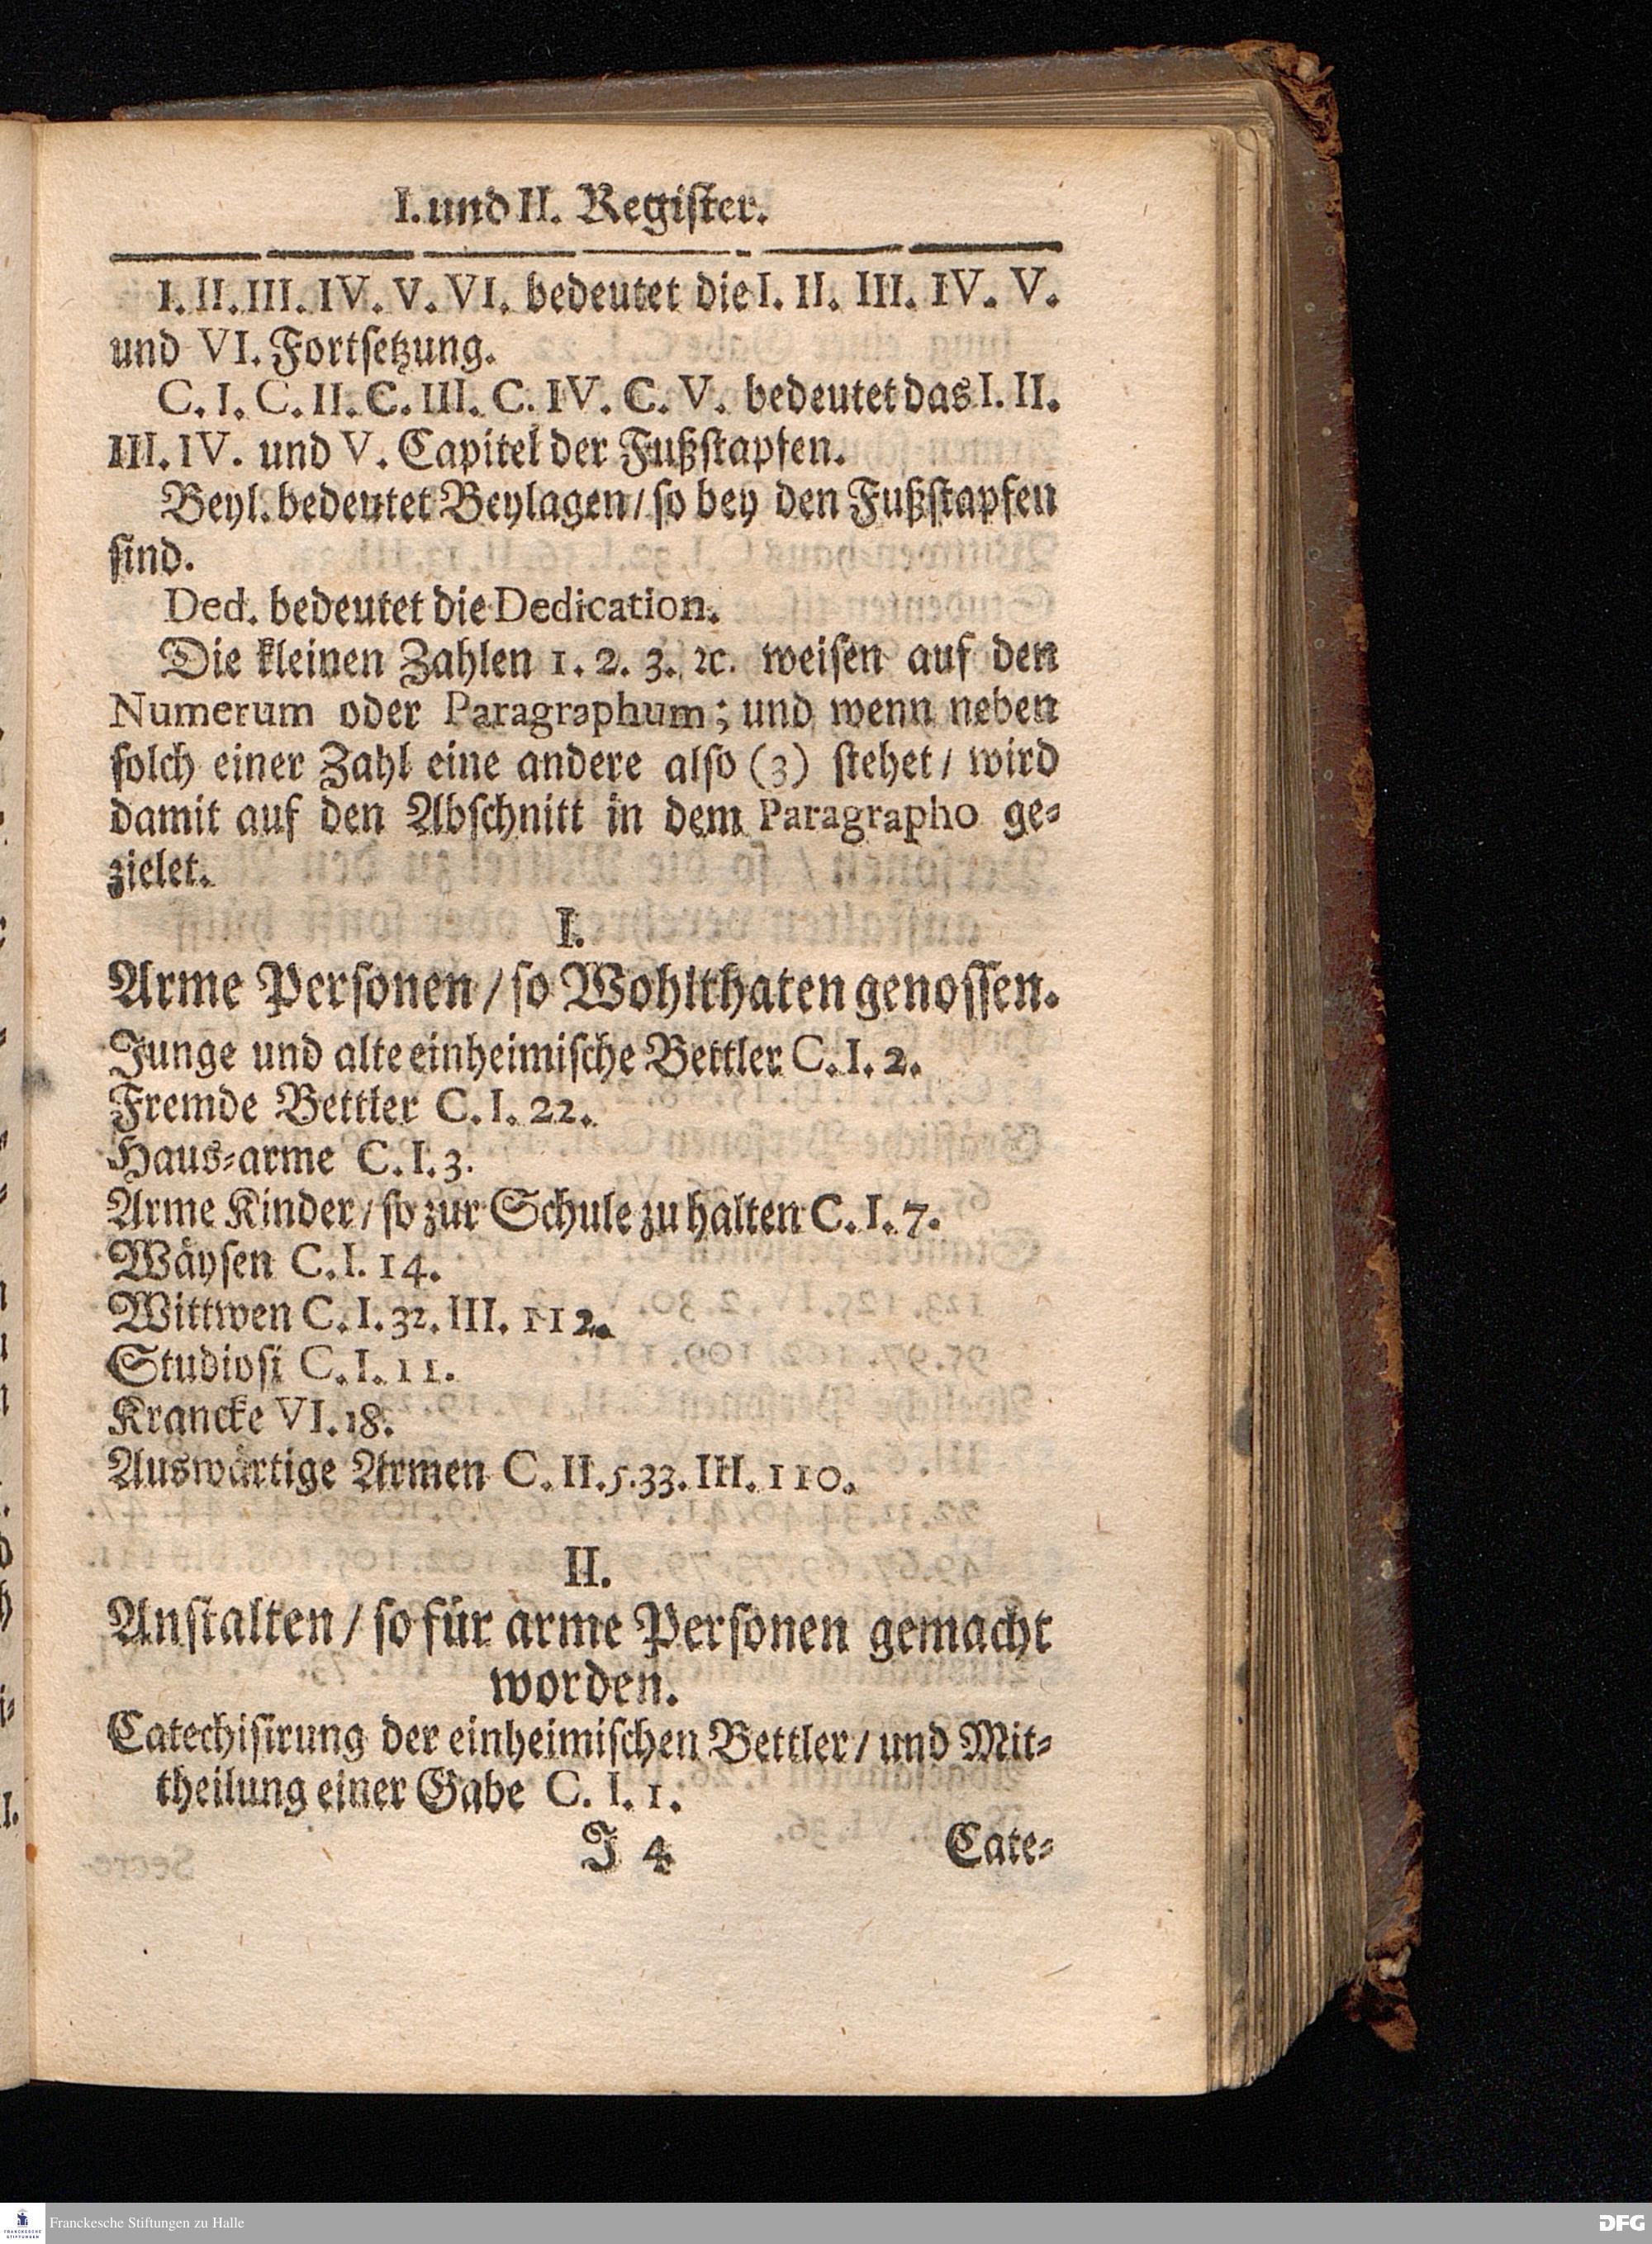 I. und II. Register.
I. II. III. IV. V. VI. bedeutet die I. II. III. IV. V.
und VI. Fortſetzung.
C. I. C. II. C. III. C. IV. C. V. bedeutet das I. II.
III. IV. und V. Capitel der Fußſtapfen.
Beyl. bedeutet Beylagen / ſo bey den Fußſtapfen
ſind.
Ded. bedeutet die Dedication.
Die kleinen Zahlen 1. 2. 3. ꝛc. weiſen auf den
Numerum oder Paragraphum; und wenn neben
ſolch einer Zahl eine andere alſo (3) ſtehet / wird
damit auf den Abſchnitt in dem Paragrapho ge⸗
zielet.
I.
Arme Perſonen / ſo Wohlthaten genoſſen.
Junge und alte einheimiſche Bettler C. I. 2.
Fremde Bettler C. I. 22.
Haus⸗arme C. I. 3.
Arme Kinder / ſo zur Schule zu halten C. I. 7.
Wäyſen C. I. 14.
Wittwen C. I. 32. III. 112.
Studioſi C. I. 11.
Krancke VI. 18.
Auswärtige Armen C. II. 5. 33. III. 110.
II.
Anſtalten / ſo für arme Perſonen gemacht
worden.
Catechiſirung der einheimiſchen Bettler / und Mit⸗
theilung einer Gabe C. I. 1.
J 4 Cate⸗
Franckesche Stiftungen zu Halle
DFG